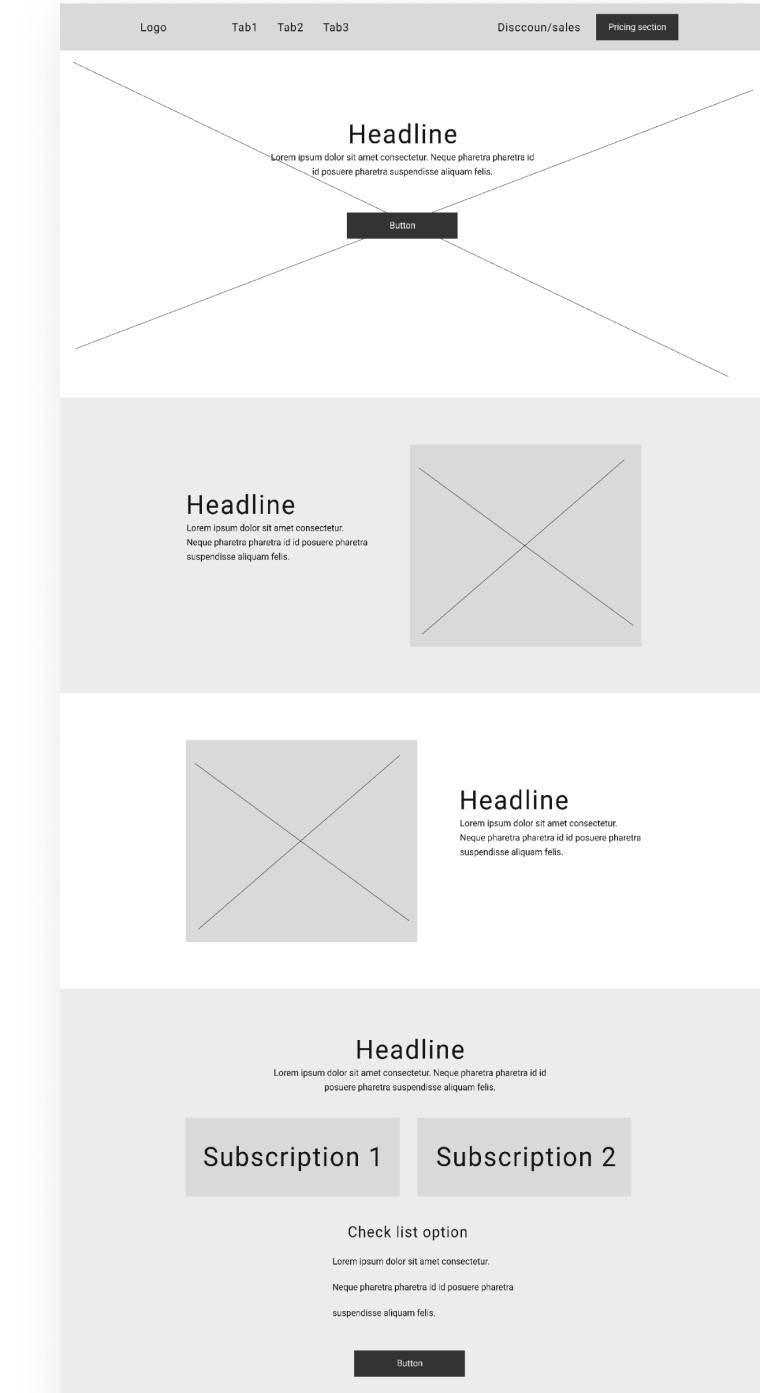 Logo Tab1 Tab2 Tab3 Disccoun/sales Pricing section
Headline
Lorem ipsum dolor sit amet consectetur. Neque pharetra pharetra id
id posuere pharetra suspendisse aliquam felis.
Button
Headline
Lorem ipsum dolor sit amet consectetur.
Neque pharetra pharetra id id posuere pharetra
suspendisse aliquam felis.
Headline
Lorem ipsum dolor sit amet consectetur.
Neque pharetra pharetra id id posuere pharetra
suspendisse aliquam felis.
Headline
Lorem ipsum dolor sit amet consectetur. Neque pharetra pharetra id id
posuere pharetra suspendisse aliquam felis.
Subscription 1 Subscription 2
Check list option
Lorem ipsum dolor sit amet consectetur.
Neque pharetra pharetra id id posuere pharetra
suspendisse aliquam felis.
Button